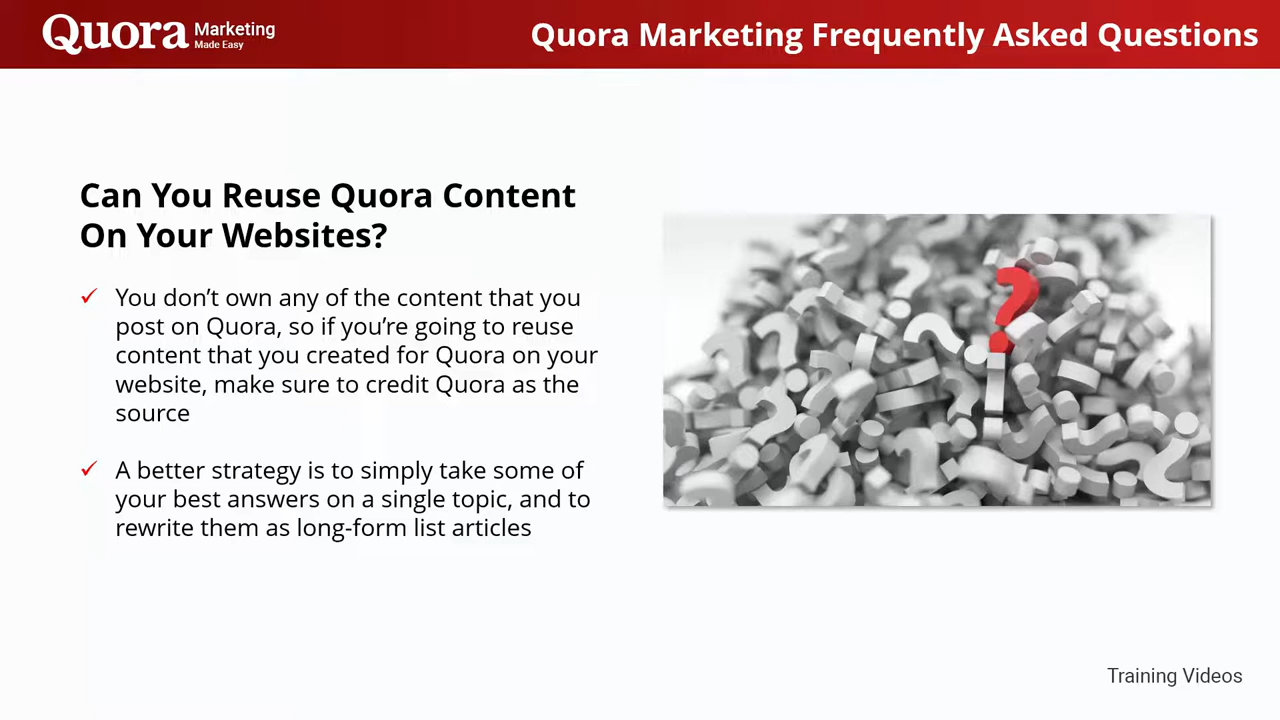 Quora Marketing
Made Easy
Quora Marketing Frequently Asked Questions
Can You Reuse Quora Content
On Your Websites?
✓ You don’t own any of the content that you
post on Quora, so if you’re going to reuse
content that you created for Quora on your
website, make sure to credit Quora as the
source
✓ A better strategy is to simply take some of
your best answers on a single topic, and to
rewrite them as long-form list articles
Training Videos